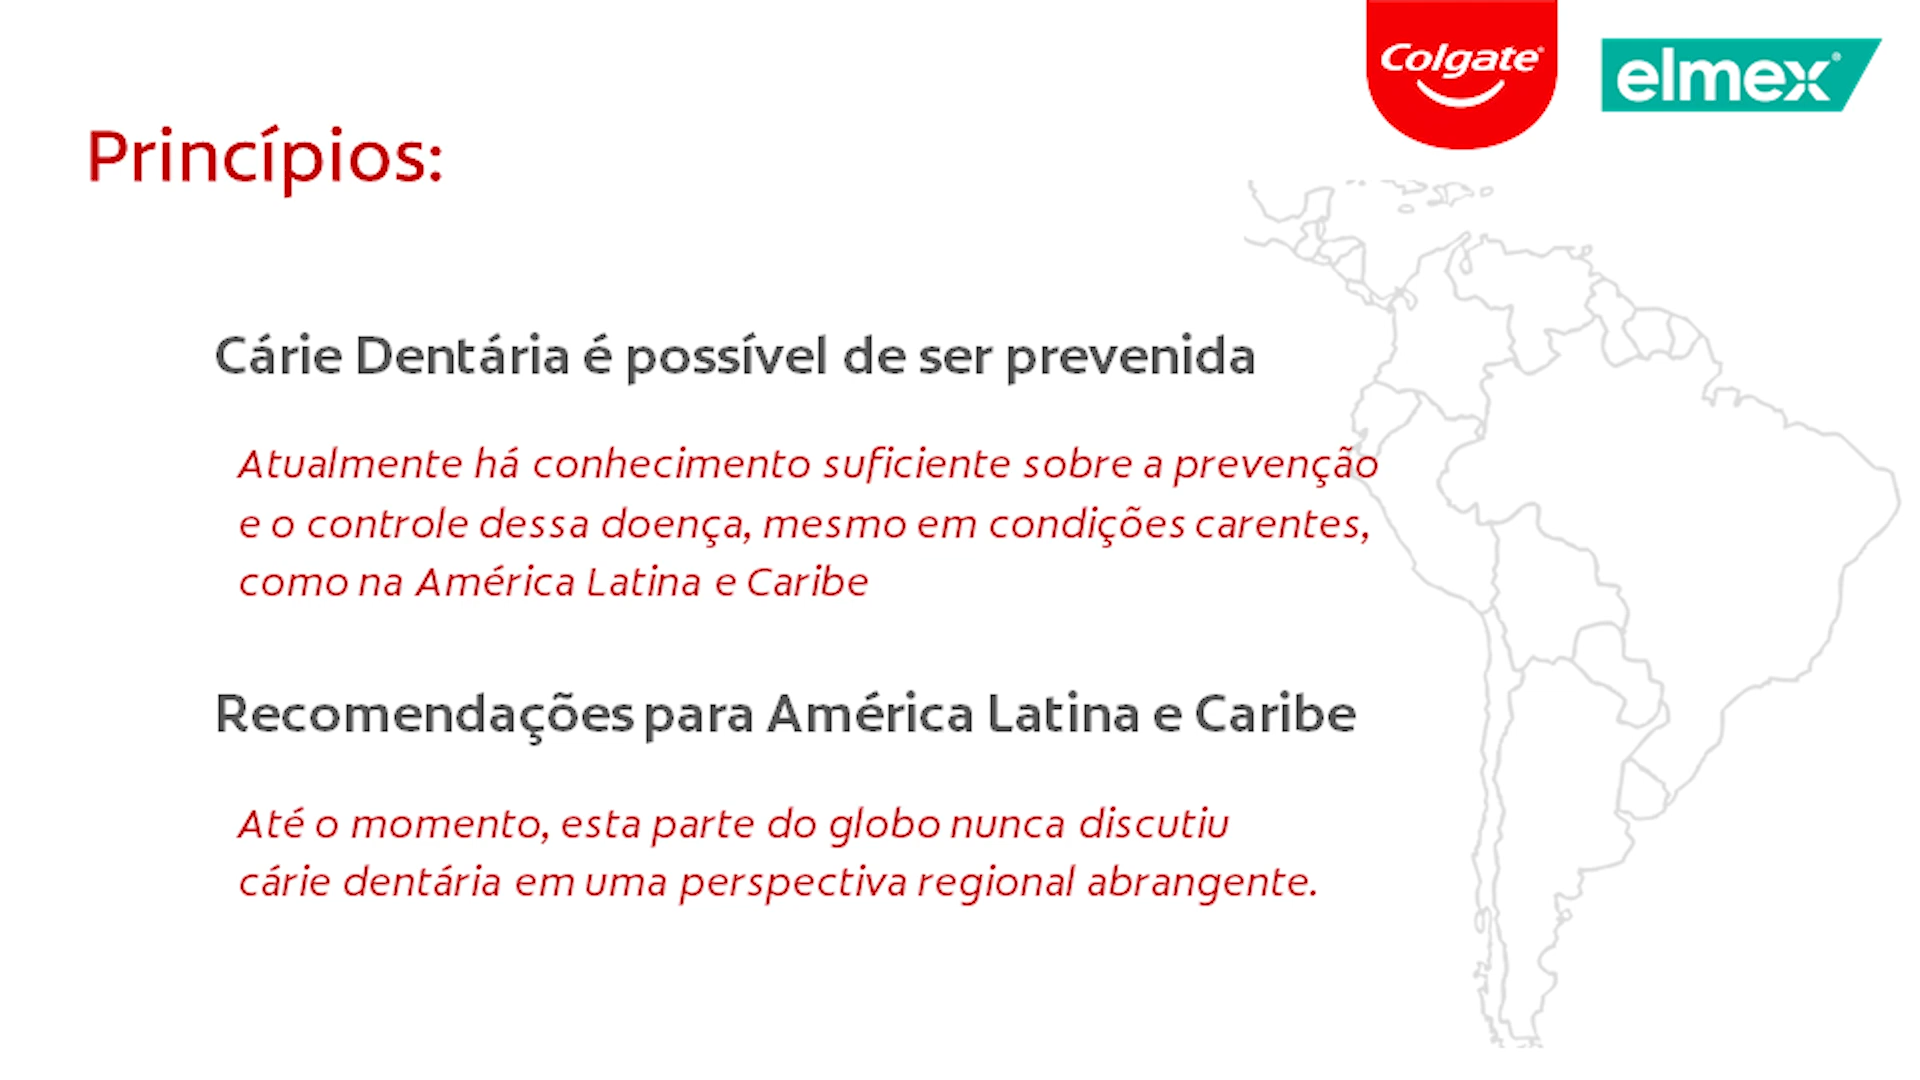 Colgate
elmex
Princípios:
Cárie Dentária é possível de ser prevenida
Atualmente há conhecimento suficiente sobre a prevenção
e o controle dessa doença, mesmo em condições carentes,
como na América Latina e Caribe
Recomendações para América Latina e Caribe
Até o momento, esta parte do globo nunca discutiu
cárie dentária em uma perspectiva regional abrangente.